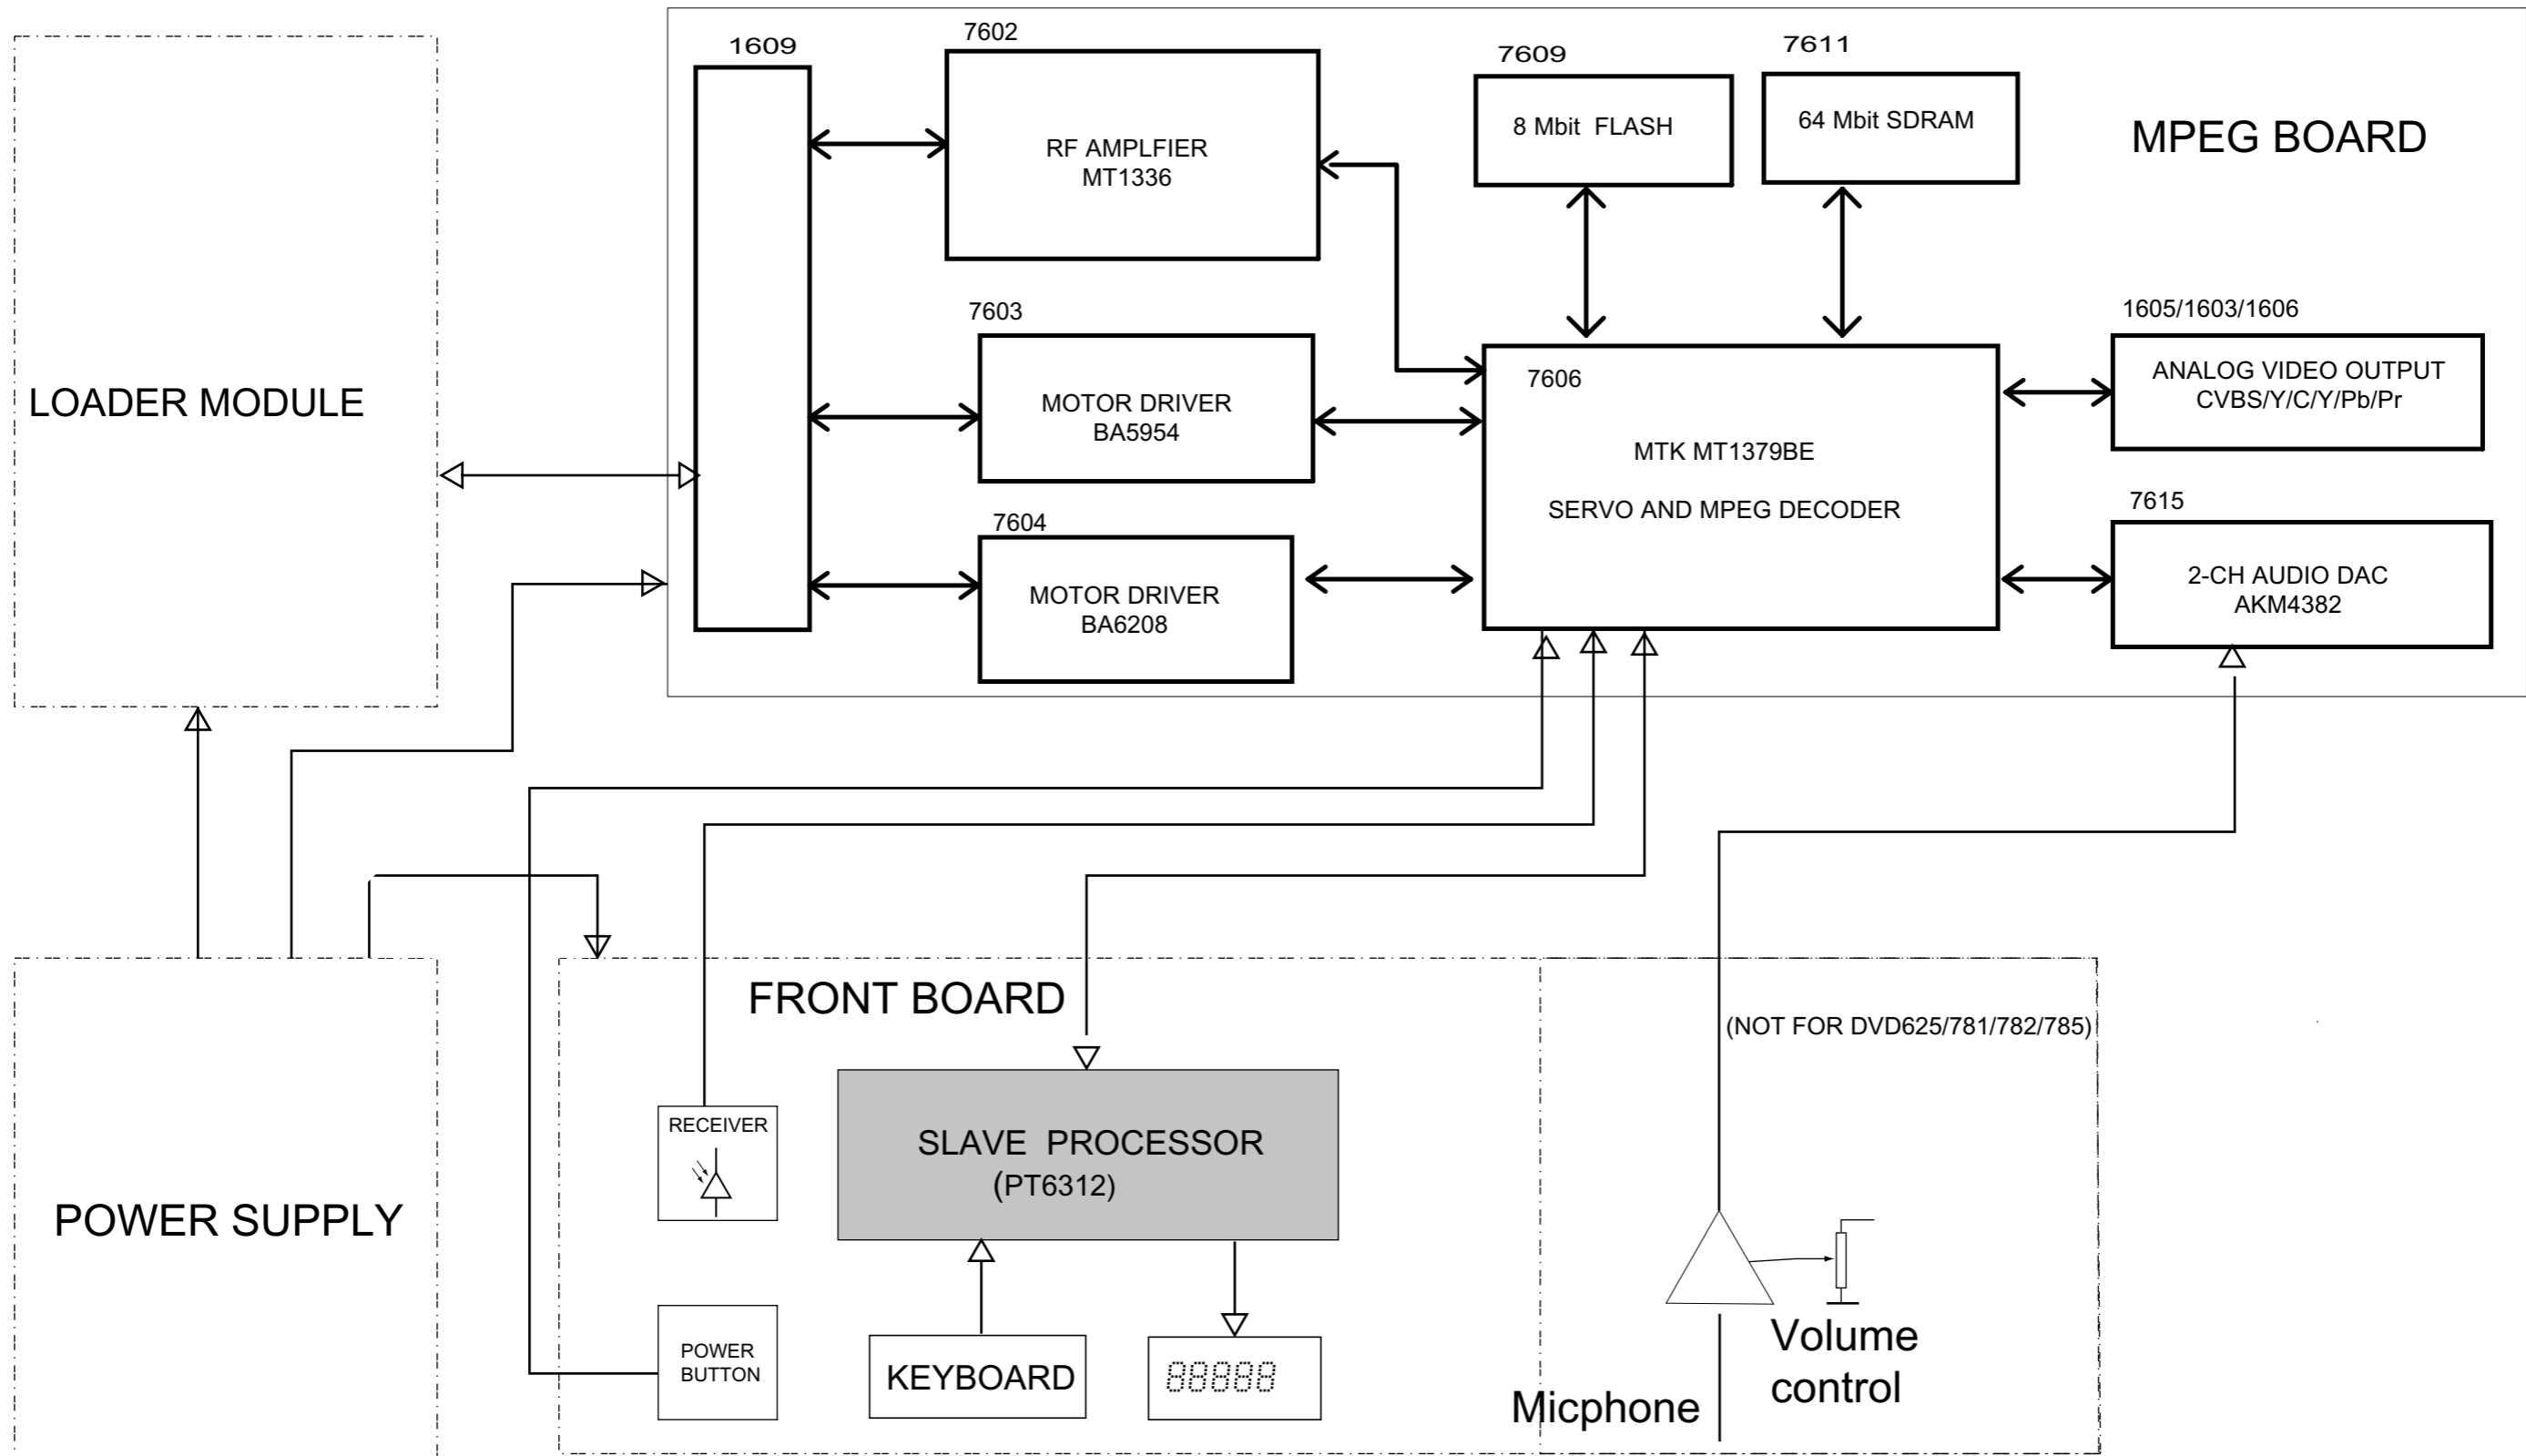 1609
7602
7609
7611
RF AMPLFIER
MT1336
8 Mbit FLASH
64 Mbit SDRAM
MPEG BOARD
LOADER MODULE
7603
MOTOR DRIVER
BA5954
7604
MOTOR DRIVER
BA6208
7606
MTK MT1379BE
SERVO AND MPEG DECODER
1605/1603/1606
ANALOG VIDEO OUTPUT
CVBS/Y/C/Y/Pb/Pr
7615
2-CH AUDIO DAC
AKM4382
POWER SUPPLY
FRONT BOARD
(NOT FOR DVD625/781/782/785)
RECEIVER
SLAVE PROCESSOR
(PT6312)
POWER
BUTTON
KEYBOARD
88888
Micphone
Volume
control